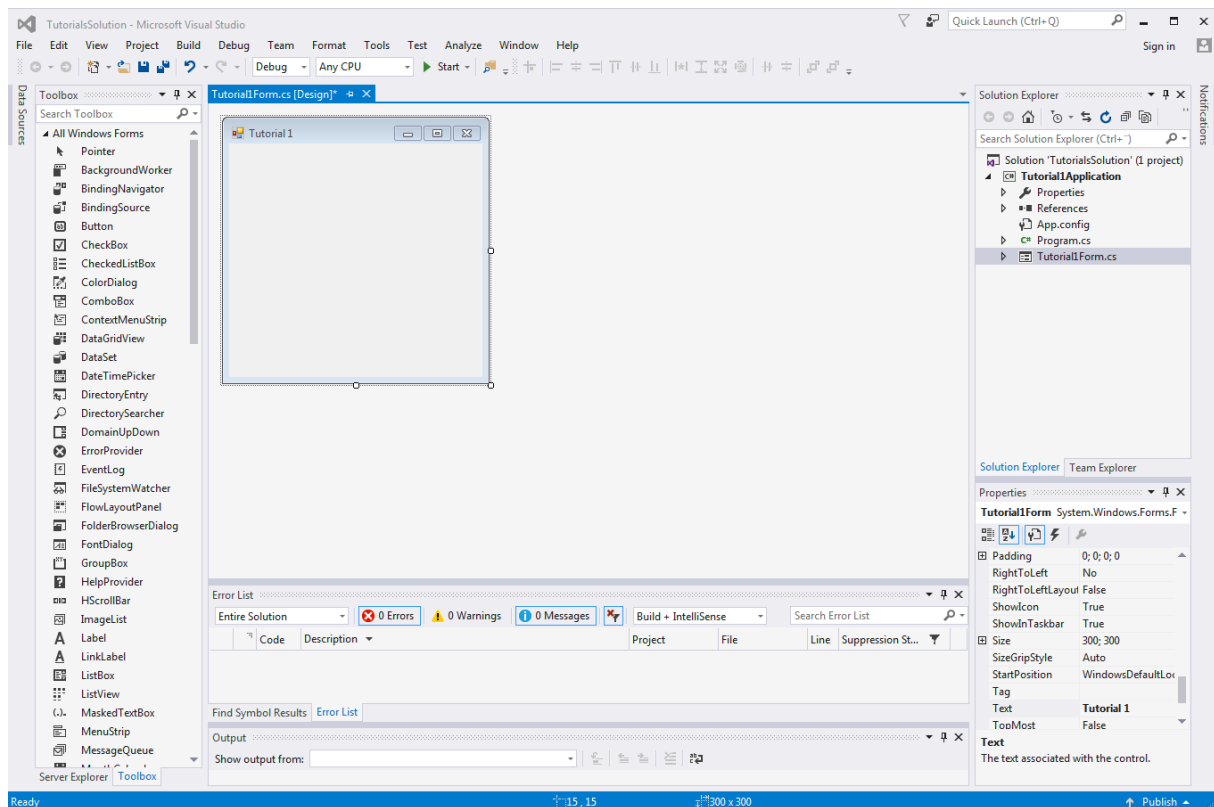 TutorialsSolution - Microsoft Visual Studio
Quick Launch (Ctrl+Q)
File Edit View Project Build Debug Team Format Tools Test Analyze Window Help
Sign in
Debug Any CPU Start
Data Sources
Toolbox
Search Toolbox
All Windows Forms
Pointer
BackgroundWorker
BindingNavigator
BindingSource
Button
CheckBox
CheckedListBox
ColorDialog
ComboBox
ContextMenuStrip
DataGridView
DataSet
DateTimePicker
DirectoryEntry
DirectorySearcher
DomainUpDown
ErrorProvider
EventLog
FileSystemWatcher
FlowLayoutPanel
FolderBrowserDialog
FontDialog
GroupBox
HelpProvider
HScrollBar
ImageList
Label
LinkLabel
ListBox
ListView
MaskedTextBox
MenuStrip
MessageQueue
Server Explorer Toolbox
Tutorial1Form.cs [Design]*
Tutorial 1
Error List
Entire Solution 0 Errors 0 Warnings 0 Messages Build + IntelliSense Search Error List
Code Description Project File Line Suppression St...
Find Symbol Results Error List
Output
Show output from:
Solution Explorer
Search Solution Explorer (Ctrl+¨)
Solution 'TutorialsSolution' (1 project)
C# Tutorial1Application
Properties
References
App.config
C# Program.cs
Tutorial1Form.cs
Solution Explorer Team Explorer
Properties
Tutorial1Form System.Windows.Forms.F
Padding 0; 0; 0; 0
RightToLeft No
RightToLeftLayout False
ShowIcon True
ShowInTaskbar True
Size 300; 300
SizeGripStyle Auto
StartPosition WindowsDefaultLoc
Tag
Text Tutorial 1
TopMost False
Text
The text associated with the control.
Notifications
Ready 15 , 15 300 x 300 Publish